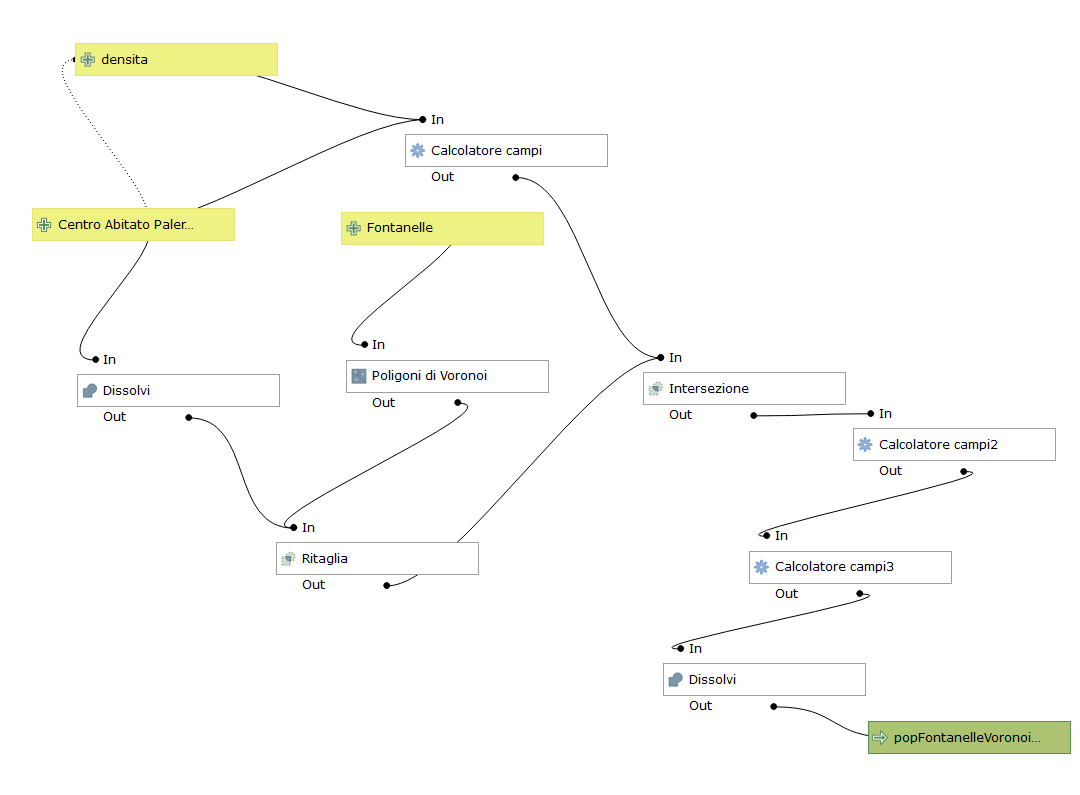 densita
In
Calcolatore campi
Out
Centro Abitato Paler...
Fontanelle
In
Poligoni di Voronoi
Out
In
Dissolvi
Out
In
Intersezione
Out
In
Calcolatore campi2
Out
In
Ritaglia
Out
In
Calcolatore campi3
Out
In
Dissolvi
Out
popFontanelleVoronoi...